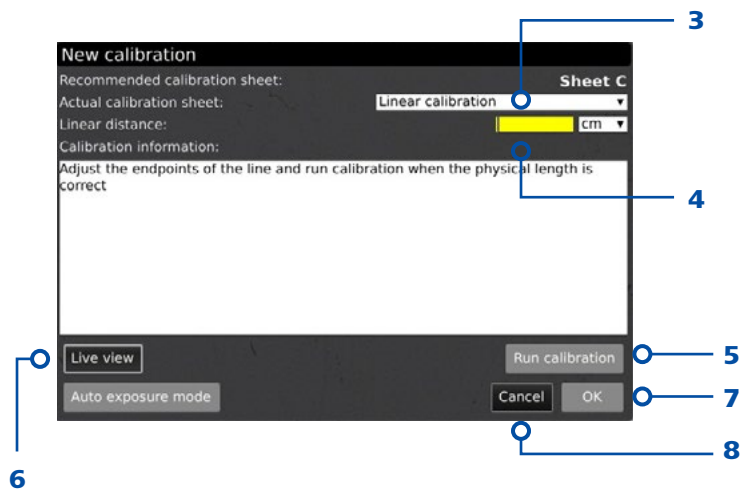 3
New calibration
Recommended calibration sheet: Sheet C
Actual calibration sheet: Linear calibration
Linear distance: cm
Calibration information:
Adjust the endpoints of the line and run calibration when the physical length is
correct
4
Live view Run calibration 5
Auto exposure mode Cancel OK 7
8
6